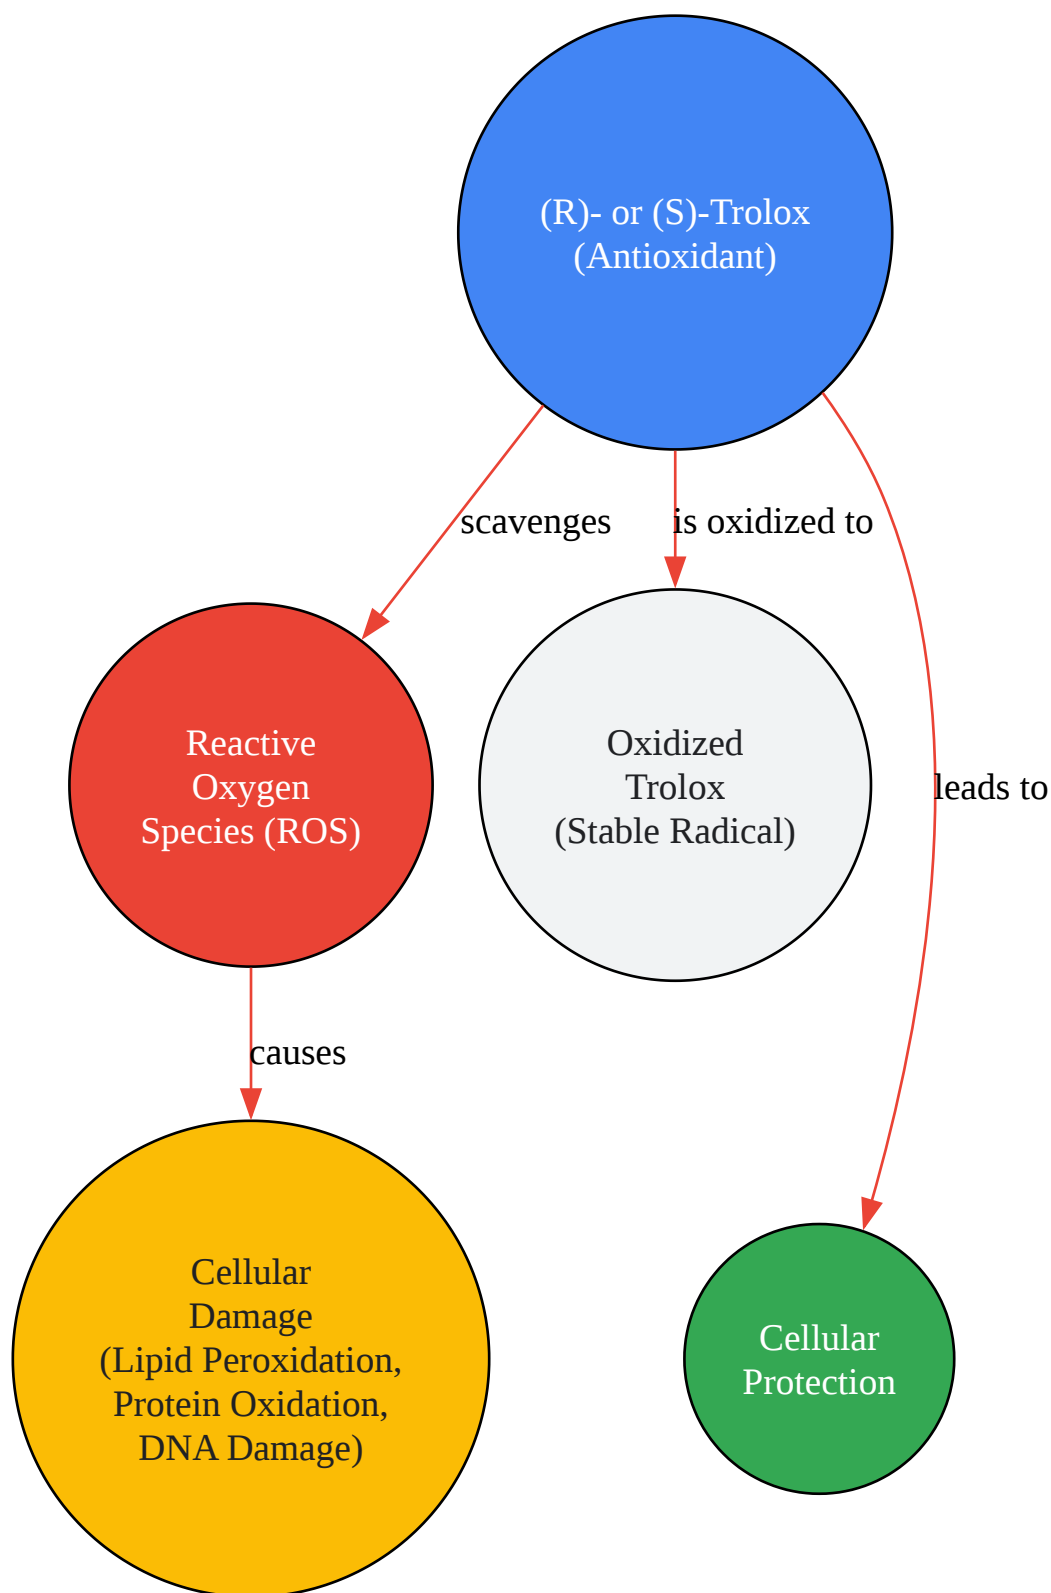 (R)- or (S)-Trolox
(Antioxidant)
scavenges
is oxidized to
Reactive
Oxygen
Species (ROS)
Oxidized
Trolox
(Stable Radical)
leads to
causes
Cellular
Damage
(Lipid Peroxidation,
Protein Oxidation,
DNA Damage)
Cellular
Protection